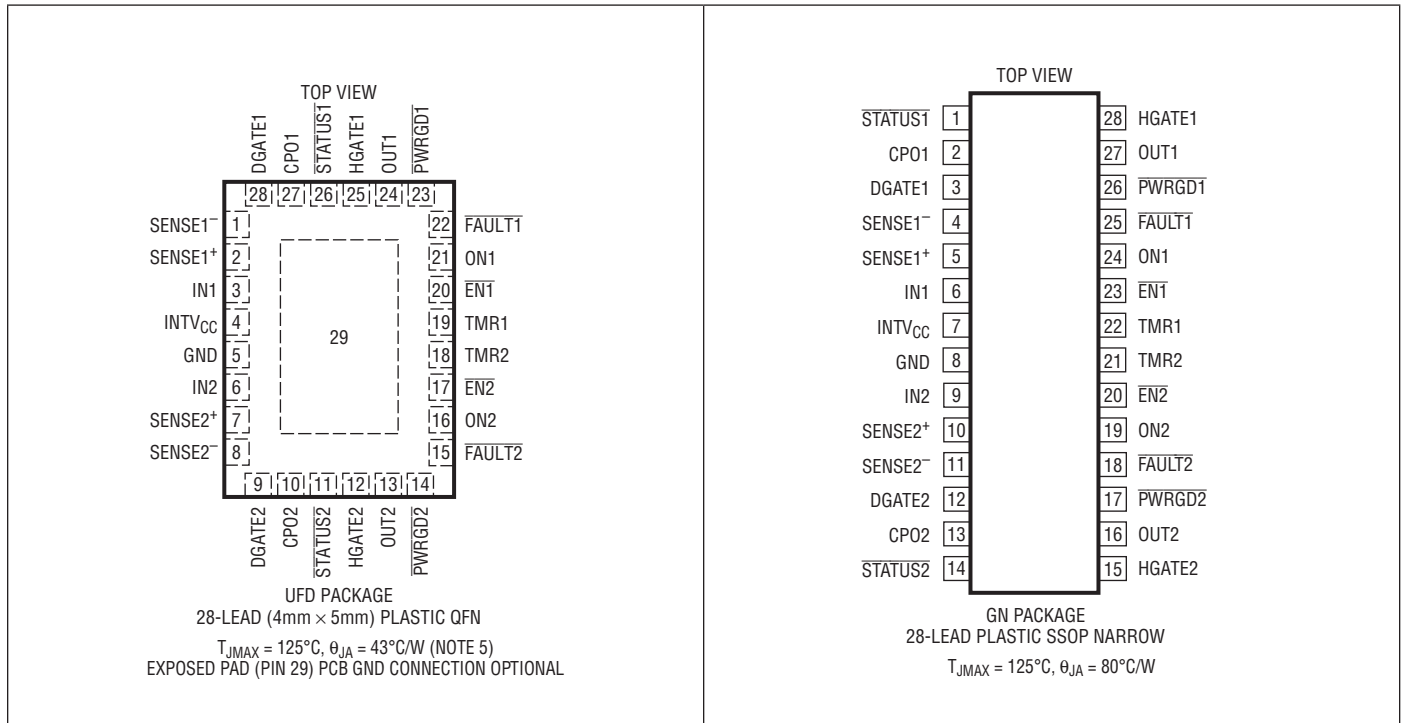 TOP VIEW
DGATE1
CPO1
STATUS1
HGATE1
OUT1
PWRGD1
28 27 26 25 24 23
SENSE1– 1
SENSE1+ 2
IN1 3
INTVCC 4
GND 5
IN2 6
SENSE2+ 7
SENSE2– 8
29
22 FAULT1
21 ON1
20 EN1
19 TMR1
18 TMR2
17 EN2
16 ON2
15 FAULT2
9 10 11 12 13 14
DGATE2
CPO2
STATUS2
HGATE2
OUT2
PWRGD2
UFD PACKAGE
28-LEAD (4mm × 5mm) PLASTIC QFN
TJMAX = 125°C, θJA = 43°C/W (NOTE 5)
EXPOSED PAD (PIN 29) PCB GND CONNECTION OPTIONAL
TOP VIEW
STATUS1 1
CPO1 2
DGATE1 3
SENSE1– 4
SENSE1+ 5
IN1 6
INTVCC 7
GND 8
IN2 9
SENSE2+ 10
SENSE2– 11
DGATE2 12
CPO2 13
STATUS2 14
28 HGATE1
27 OUT1
26 PWRGD1
25 FAULT1
24 ON1
23 EN1
22 TMR1
21 TMR2
20 EN2
19 ON2
18 FAULT2
17 PWRGD2
16 OUT2
15 HGATE2
GN PACKAGE
28-LEAD PLASTIC SSOP NARROW
TJMAX = 125°C, θJA = 80°C/W